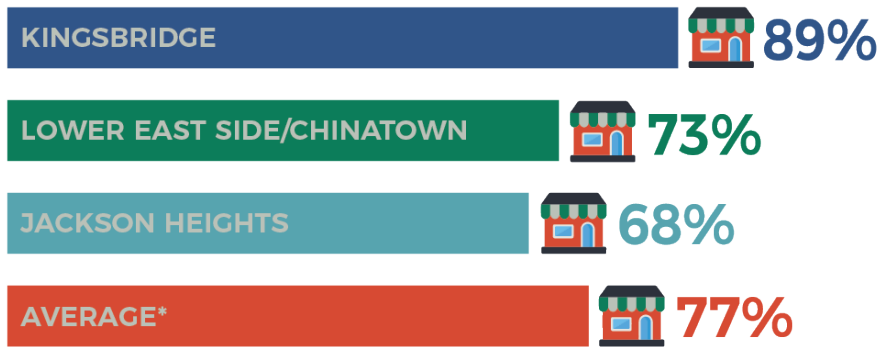 KINGSBRIDGE 89%
LOWER EAST SIDE/CHINATOWN 73%
JACKSON HEIGHTS 68%
AVERAGE* 77%